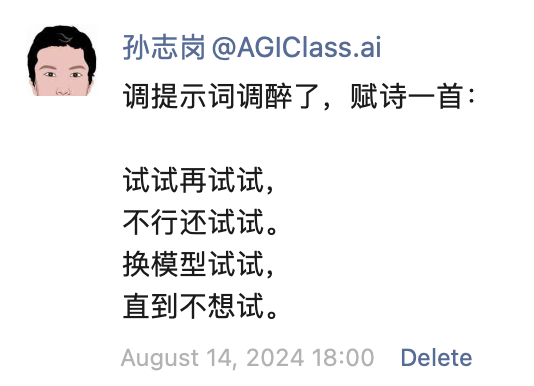 孙志岗@AGIClass.ai
调提示词调醉了，赋诗一首：
试试再试试，
不行还试试。
换模型试试，
直到不想试。
August 14, 2024 18:00 Delete